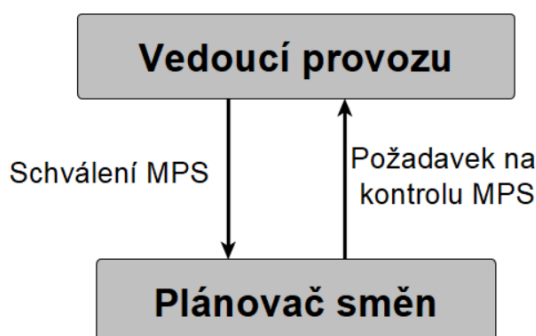 Vedoucí provozu
Schválení MPS
Požadavek na
kontrolu MPS
Plánovač směn